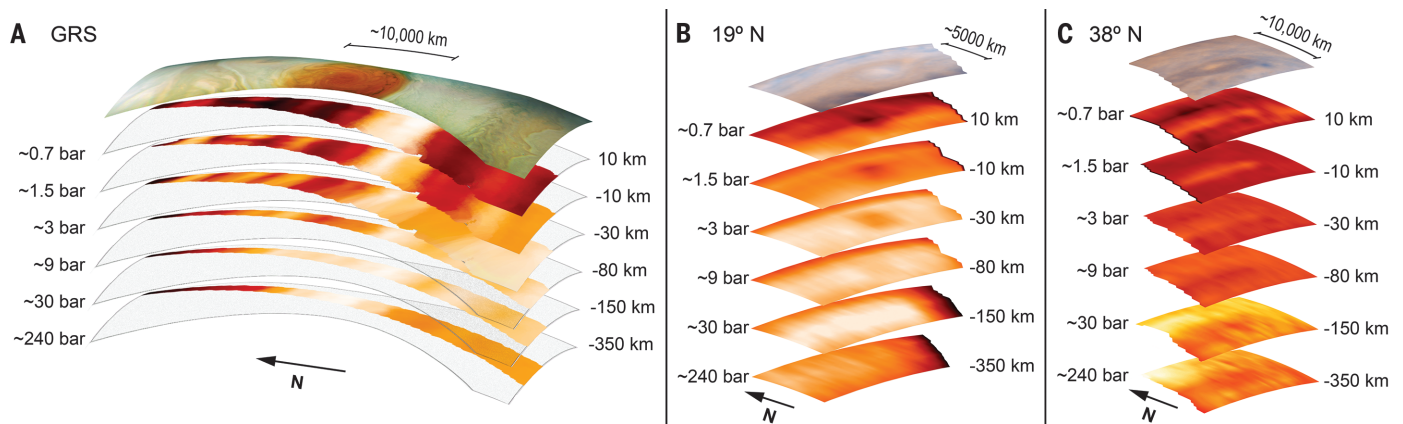 A GRS
~10,000 km
~0.7 bar
~1.5 bar
~3 bar
~9 bar
~30 bar
~240 bar
10 km
-10 km
-30 km
-80 km
-150 km
-350 km
N
B 19º N
~5000 km
~0.7 bar
~1.5 bar
~3 bar
~9 bar
~30 bar
~240 bar
10 km
-10 km
-30 km
-80 km
-150 km
-350 km
N
C 38º N
~10,000 km
~0.7 bar
~1.5 bar
~3 bar
~9 bar
~30 bar
~240 bar
10 km
-10 km
-30 km
-80 km
-150 km
-350 km
N